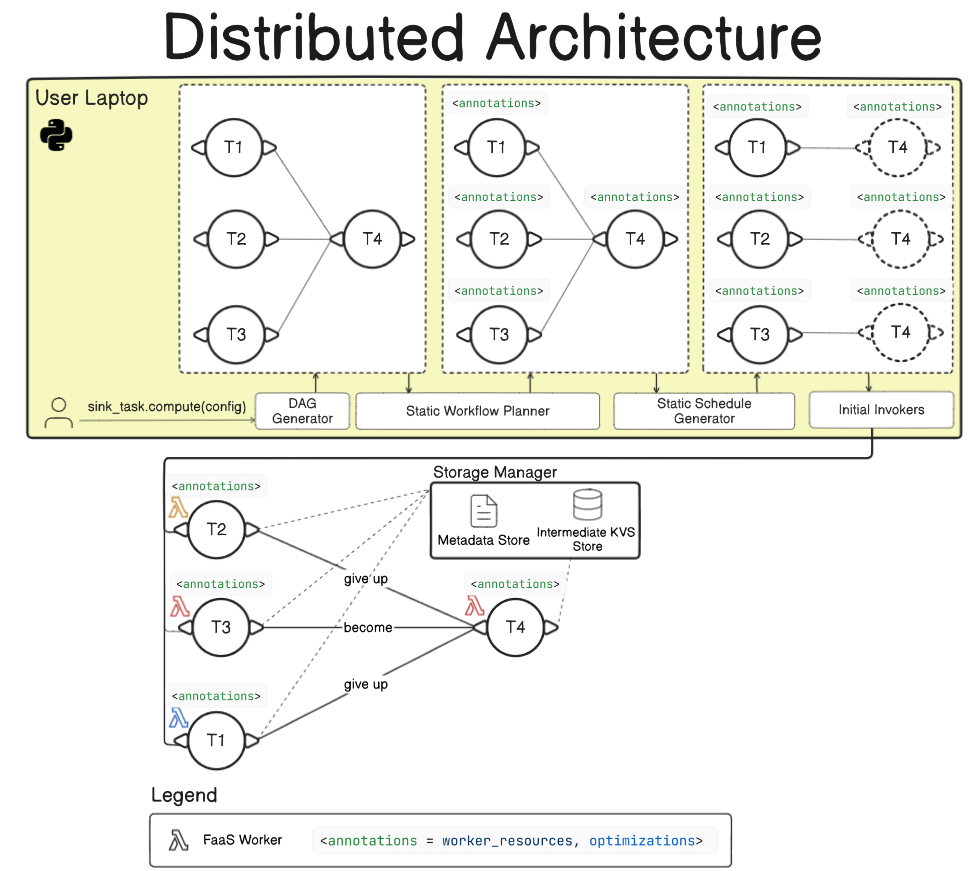 Distributed Architecture
User Laptop
T1
T2
T3
T4
<annotations>
T1
<annotations>
T2
<annotations>
T3
<annotations>
T4
<annotations>
<annotations>
T1
T4
<annotations>
<annotations>
T2
T4
<annotations>
<annotations>
T3
T4
sink_task.compute(config)
DAG
Generator
Static Workflow Planner
Static Schedule
Generator
Initial Invokers
Storage Manager
Metadata Store
Intermediate KVS
Store
<annotations>
T2
give up
<annotations>
T3
become
<annotations>
T4
give up
<annotations>
T1
Legend
FaaS Worker
<annotations = worker_resources, optimizations>